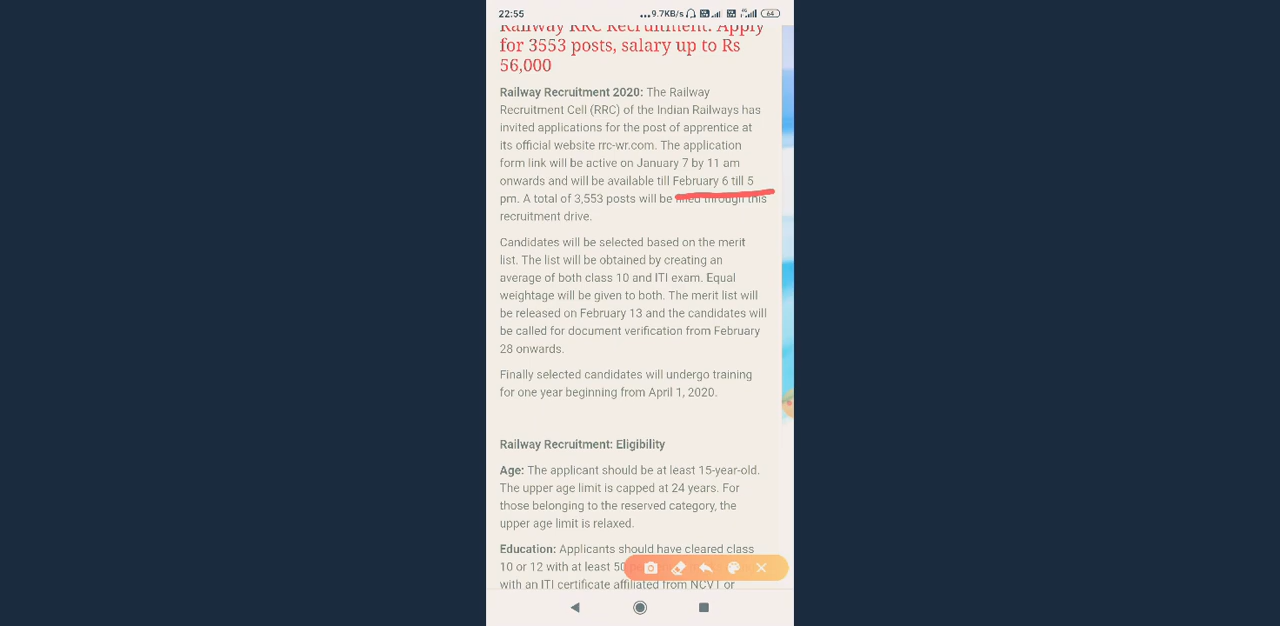 22:55
...9.7KB/s
64
Railway RRC Recruitment: Apply
for 3553 posts, salary up to Rs
56,000
Railway Recruitment 2020: The Railway
Recruitment Cell (RRC) of the Indian Railways has
invited applications for the post of apprentice at
its official website rrc-wr.com. The application
form link will be active on January 7 by 11 am
onwards and will be available till February 6 till 5
pm. A total of 3,553 posts will be filled through this
recruitment drive.
Candidates will be selected based on the merit
list. The list will be obtained by creating an
average of both class 10 and ITI exam. Equal
weightage will be given to both. The merit list will
be released on February 13 and the candidates will
be called for document verification from February
28 onwards.
Finally selected candidates will undergo training
for one year beginning from April 1, 2020.
Railway Recruitment: Eligibility
Age: The applicant should be at least 15-year-old.
The upper age limit is capped at 24 years. For
those belonging to the reserved category, the
upper age limit is relaxed.
Education: Applicants should have cleared class
10 or 12 with at least 50
with an ITI certificate affiliated from NCVT or